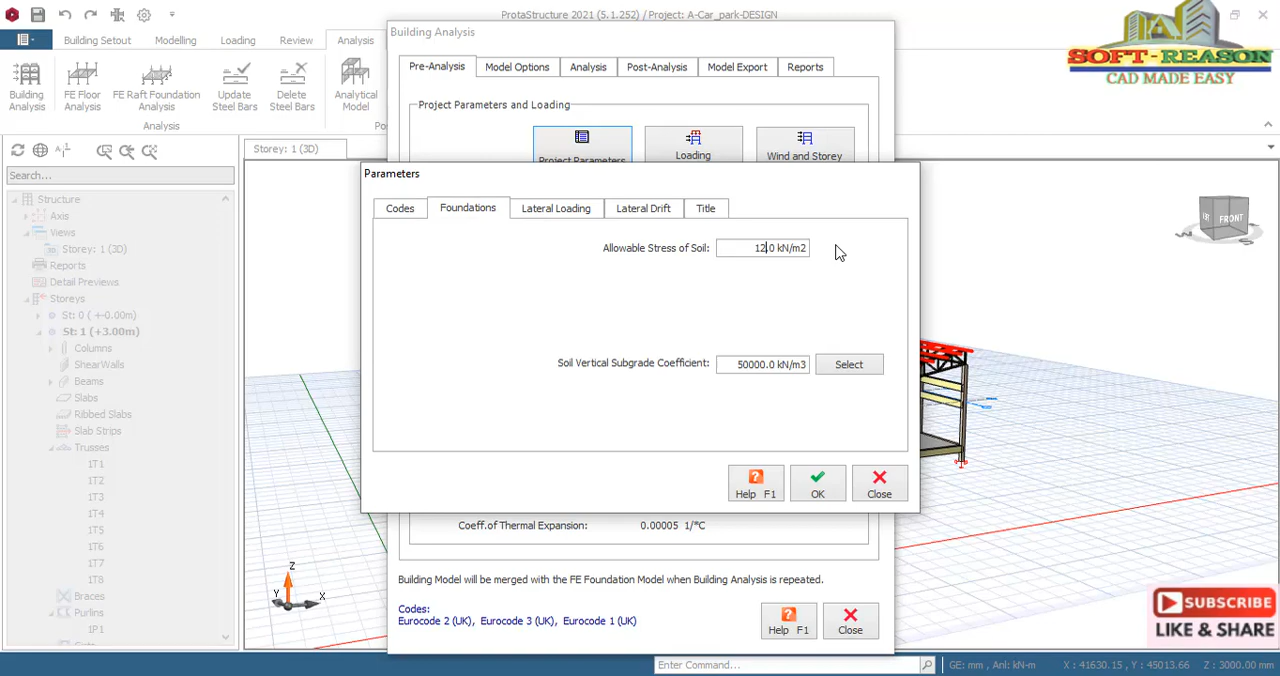 ProtaStructure 2021 (5.1.252) / Project: A-Car_park-DESIGN
Building Setout Modelling Loading Review Analysis
Building Analysis
FE Floor Analysis
FE Raft Foundation Analysis
Update Steel Bars
Delete Steel Bars
Analytical Model
Analysis
SOFT-REASON
CAD MADE EASY
Building Analysis
Pre-Analysis Model Options Analysis Post-Analysis Model Export Reports
Project Parameters and Loading
Project Parameters Loading Wind and Storey
Search...
Storey: 1 (3D)
Structure
Axis
Views
Storey: 1 (3D)
Reports
Detail Previews
Storeys
St: 0 ( +-0.00m)
St: 1 (+3.00m)
Columns
ShearWalls
Beams
Slabs
Ribbed Slabs
Slab Strips
Trusses
1T1
1T2
1T3
1T4
1T5
1T6
1T7
1T8
Braces
Purlins
1P1
Parameters
Codes Foundations Lateral Loading Lateral Drift Title
Allowable Stress of Soil: 12.0 kN/m2
Soil Vertical Subgrade Coefficient: 50000.0 kN/m3 Select
Help F1 OK Close
Coeff.of Thermal Expansion: 0.00005 1/°C
Building Model will be merged with the FE Foundation Model when Building Analysis is repeated.
Codes:
Eurocode 2 (UK), Eurocode 3 (UK), Eurocode 1 (UK)
Help F1 Close
FRONT
Z
Y
X
SUBSCRIBE
LIKE & SHARE
Enter Command...
GE: mm , Anl: kN-m X : 41630.15 , Y : 45013.66 Z : 3000.00 mm